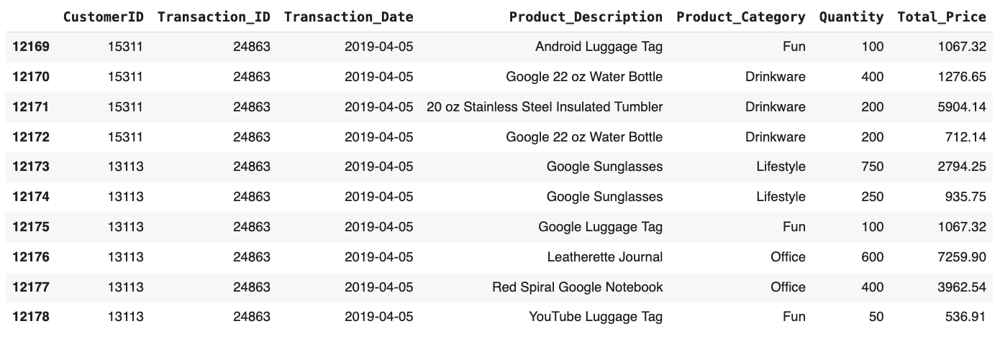 CustomerID Transaction_ID Transaction_Date Product_Description Product_Category Quantity Total_Price
12169 15311 24863 2019-04-05 Android Luggage Tag Fun 100 1067.32
12170 15311 24863 2019-04-05 Google 22 oz Water Bottle Drinkware 400 1276.65
12171 15311 24863 2019-04-05 20 oz Stainless Steel Insulated Tumbler Drinkware 200 5904.14
12172 15311 24863 2019-04-05 Google 22 oz Water Bottle Drinkware 200 712.14
12173 13113 24863 2019-04-05 Google Sunglasses Lifestyle 750 2794.25
12174 13113 24863 2019-04-05 Google Sunglasses Lifestyle 250 935.75
12175 13113 24863 2019-04-05 Google Luggage Tag Fun 100 1067.32
12176 13113 24863 2019-04-05 Leatherette Journal Office 600 7259.90
12177 13113 24863 2019-04-05 Red Spiral Google Notebook Office 400 3962.54
12178 13113 24863 2019-04-05 YouTube Luggage Tag Fun 50 536.91